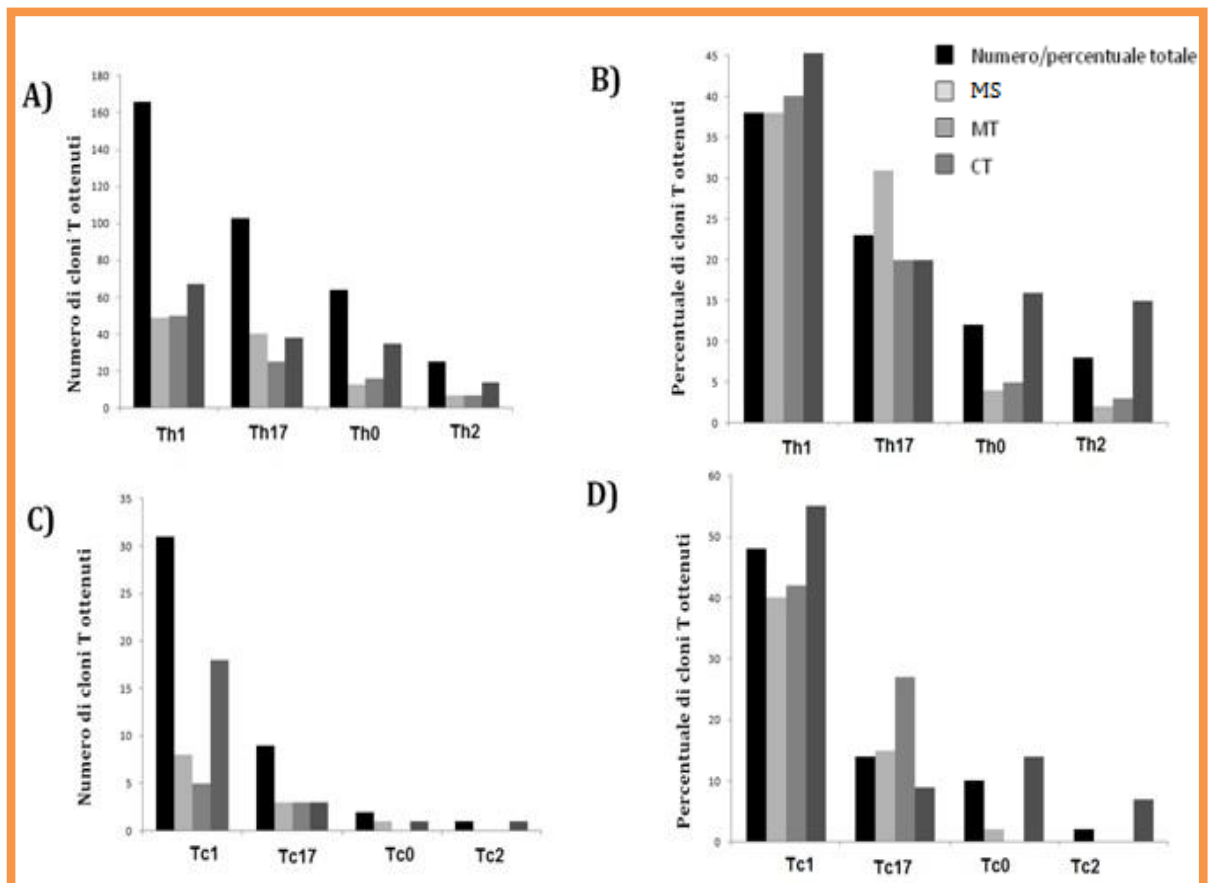 A)
Numero di cloni T ottenuti
180
160
140
120
100
80
60
40
20
0
Th1 Th17 Th0 Th2
B)
Percentuale di cloni T ottenuti
45
40
35
30
25
20
15
10
5
0
Th1 Th17 Th0 Th2
Numero/percentuale totale
MS
MT
CT
C)
Numero di cloni T ottenuti
35
30
25
20
15
10
5
0
Tc1 Tc17 Tc0 Tc2
D)
Percentuale di cloni T ottenuti
60
50
40
30
20
10
0
Tc1 Tc17 Tc0 Tc2